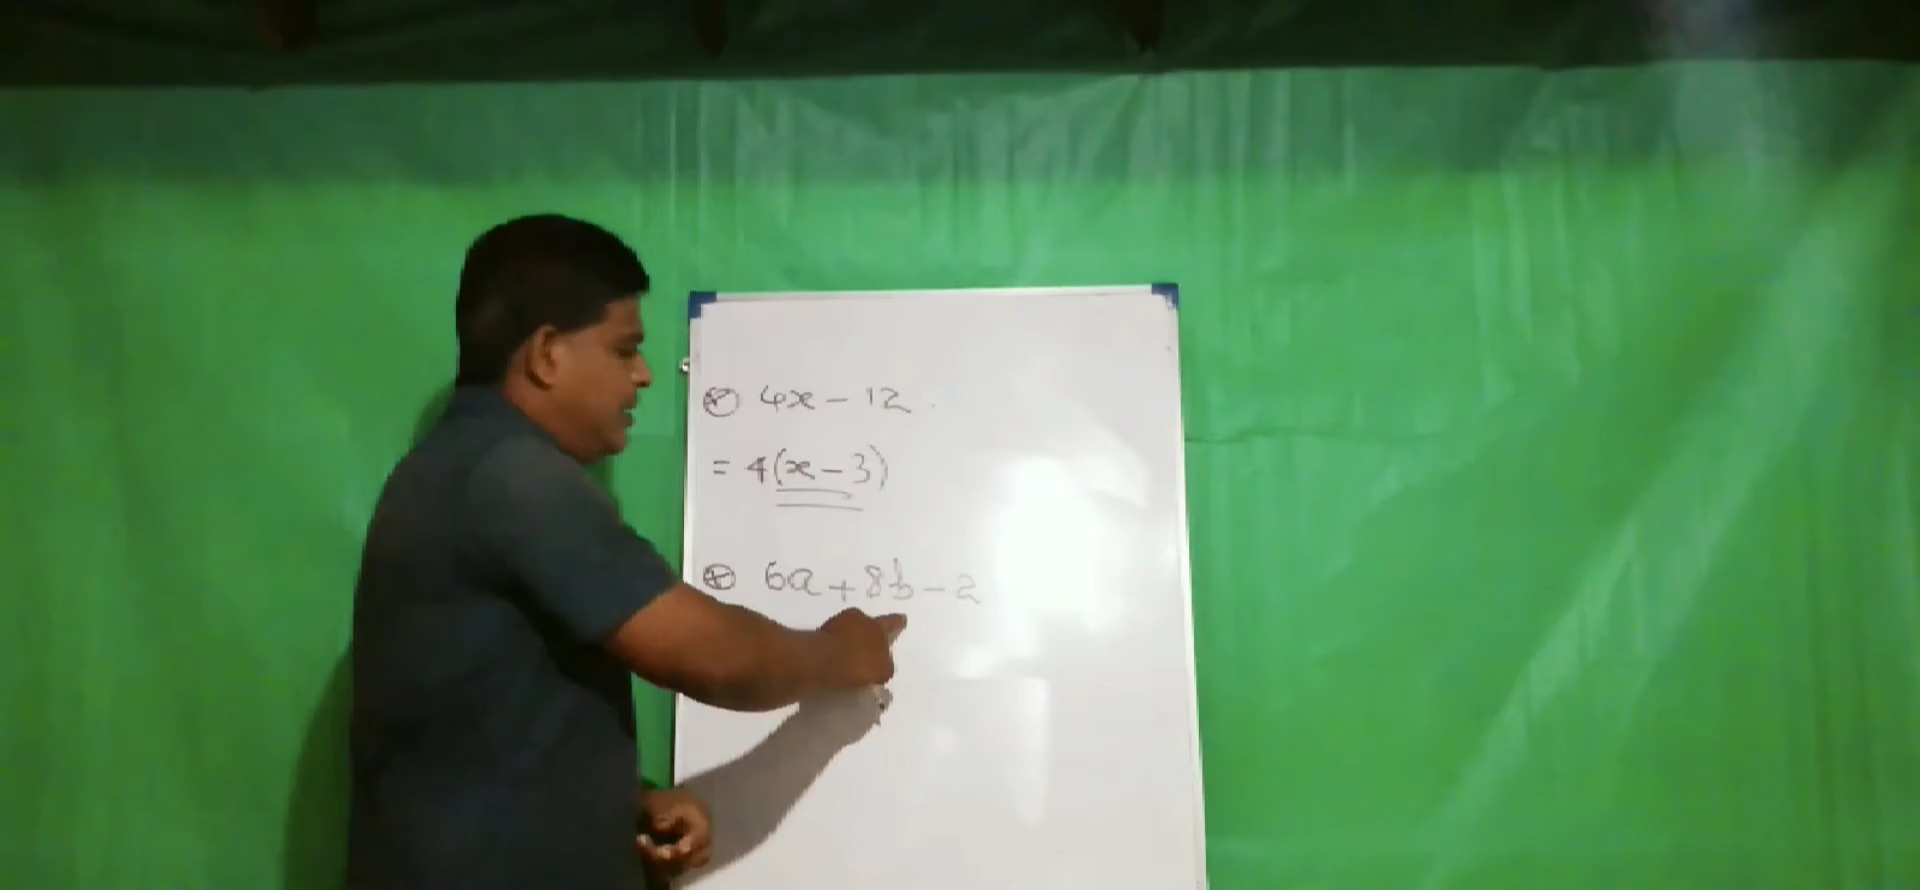 ⊛ 4x - 12
= 4(x - 3)
⊛ 6a + 8b - 2